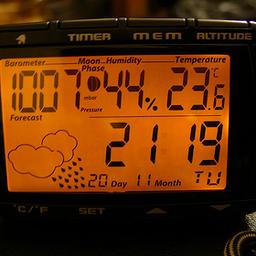 TIMER MEM ALTITUDE
Barometer Moon Humidity Temperature
Phase
1007 mbar 44% 23.6 °C
Pressure
Forecast
21 19
20 Day 11 Month TU
°C/°F SET